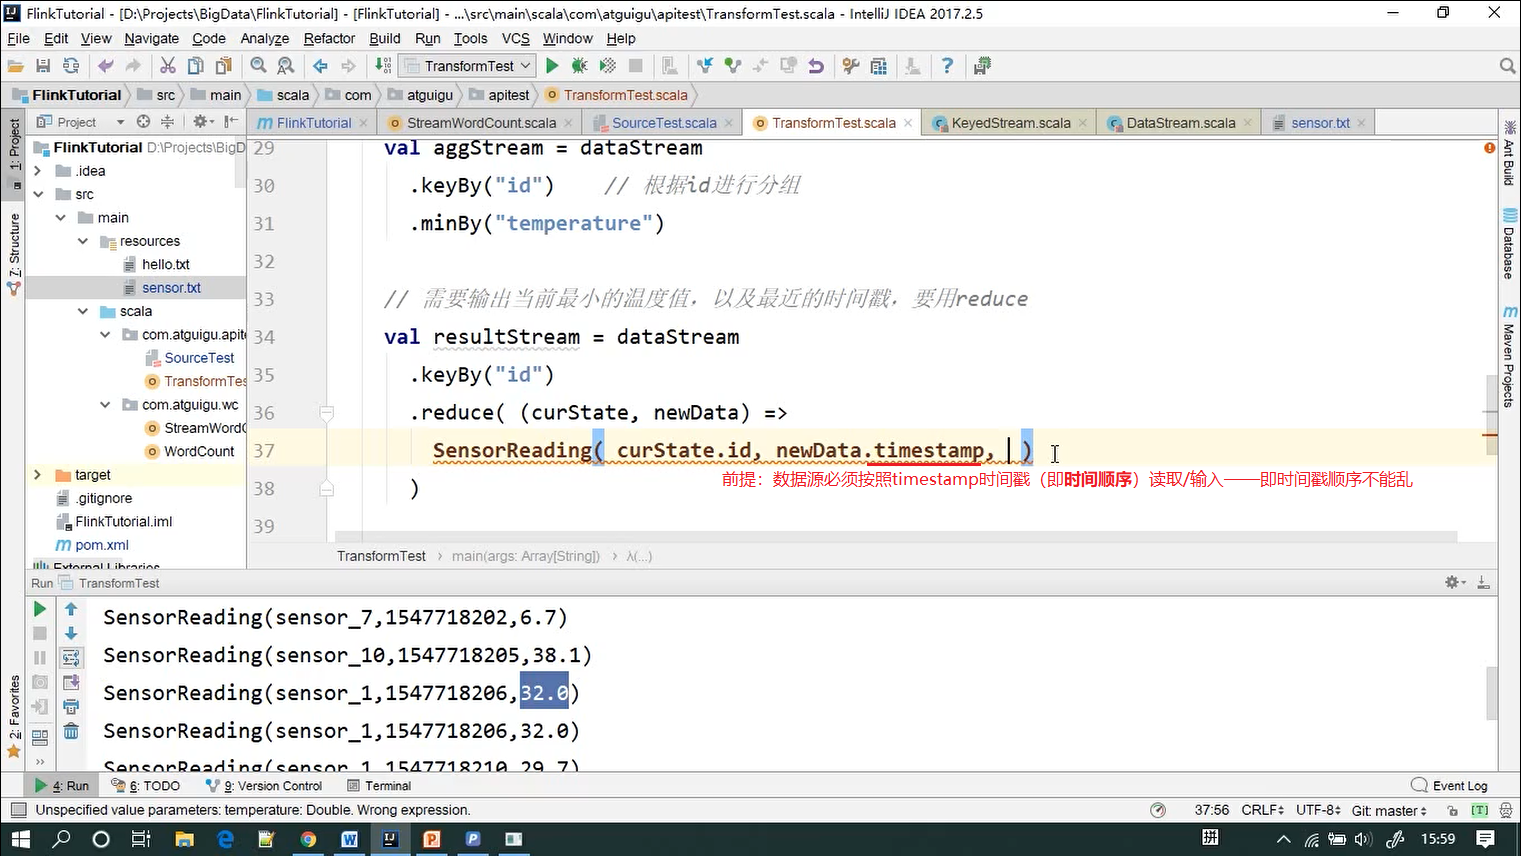 FlinkTutorial - [D:\Projects\BigData\FlinkTutorial] - [FlinkTutorial] - ...\src\main\scala\com\atguigu\apitest\TransformTest.scala - IntelliJ IDEA 2017.2.5
File Edit View Navigate Code Analyze Refactor Build Run Tools VCS Window Help
TransformTest
FlinkTutorial src main scala com atguigu apitest TransformTest.scala
Project
FlinkTutorial StreamWordCount.scala SourceTest.scala TransformTest.scala KeyedStream.scala DataStream.scala sensor.txt
1: Project
7: Structure
2: Favorites
Ant Build
Database
Maven Projects
FlinkTutorial D:\Projects\BigD
.idea
src
main
resources
hello.txt
sensor.txt
scala
com.atguigu.apite
SourceTest
TransformTes
com.atguigu.wc
StreamWordC
WordCount
target
.gitignore
FlinkTutorial.iml
pom.xml
External Libraries
29 val aggStream = dataStream
30 .keyBy("id") // 根据id进行分组
31 .minBy("temperature")
32
33 // 需要输出当前最小的温度值，以及最近的时间戳，要用reduce
34 val resultStream = dataStream
35 .keyBy("id")
36 .reduce( (curState, newData) =>
37 SensorReading( curState.id, newData.timestamp, )
前提：数据源必须按照timestamp时间戳（即时间顺序）读取/输入——即时间戳顺序不能乱
38 )
39
TransformTest main(args: Array[String]) λ(...)
Run TransformTest
SensorReading(sensor_7,1547718202,6.7)
SensorReading(sensor_10,1547718205,38.1)
SensorReading(sensor_1,1547718206,32.0)
SensorReading(sensor_1,1547718206,32.0)
SensorReading(sensor_1,1547718210,29.7)
4: Run 6: TODO 9: Version Control Terminal Event Log
Unspecified value parameters: temperature: Double. Wrong expression. 37:56 CRLF UTF-8 Git: master [T]
拼 15:59